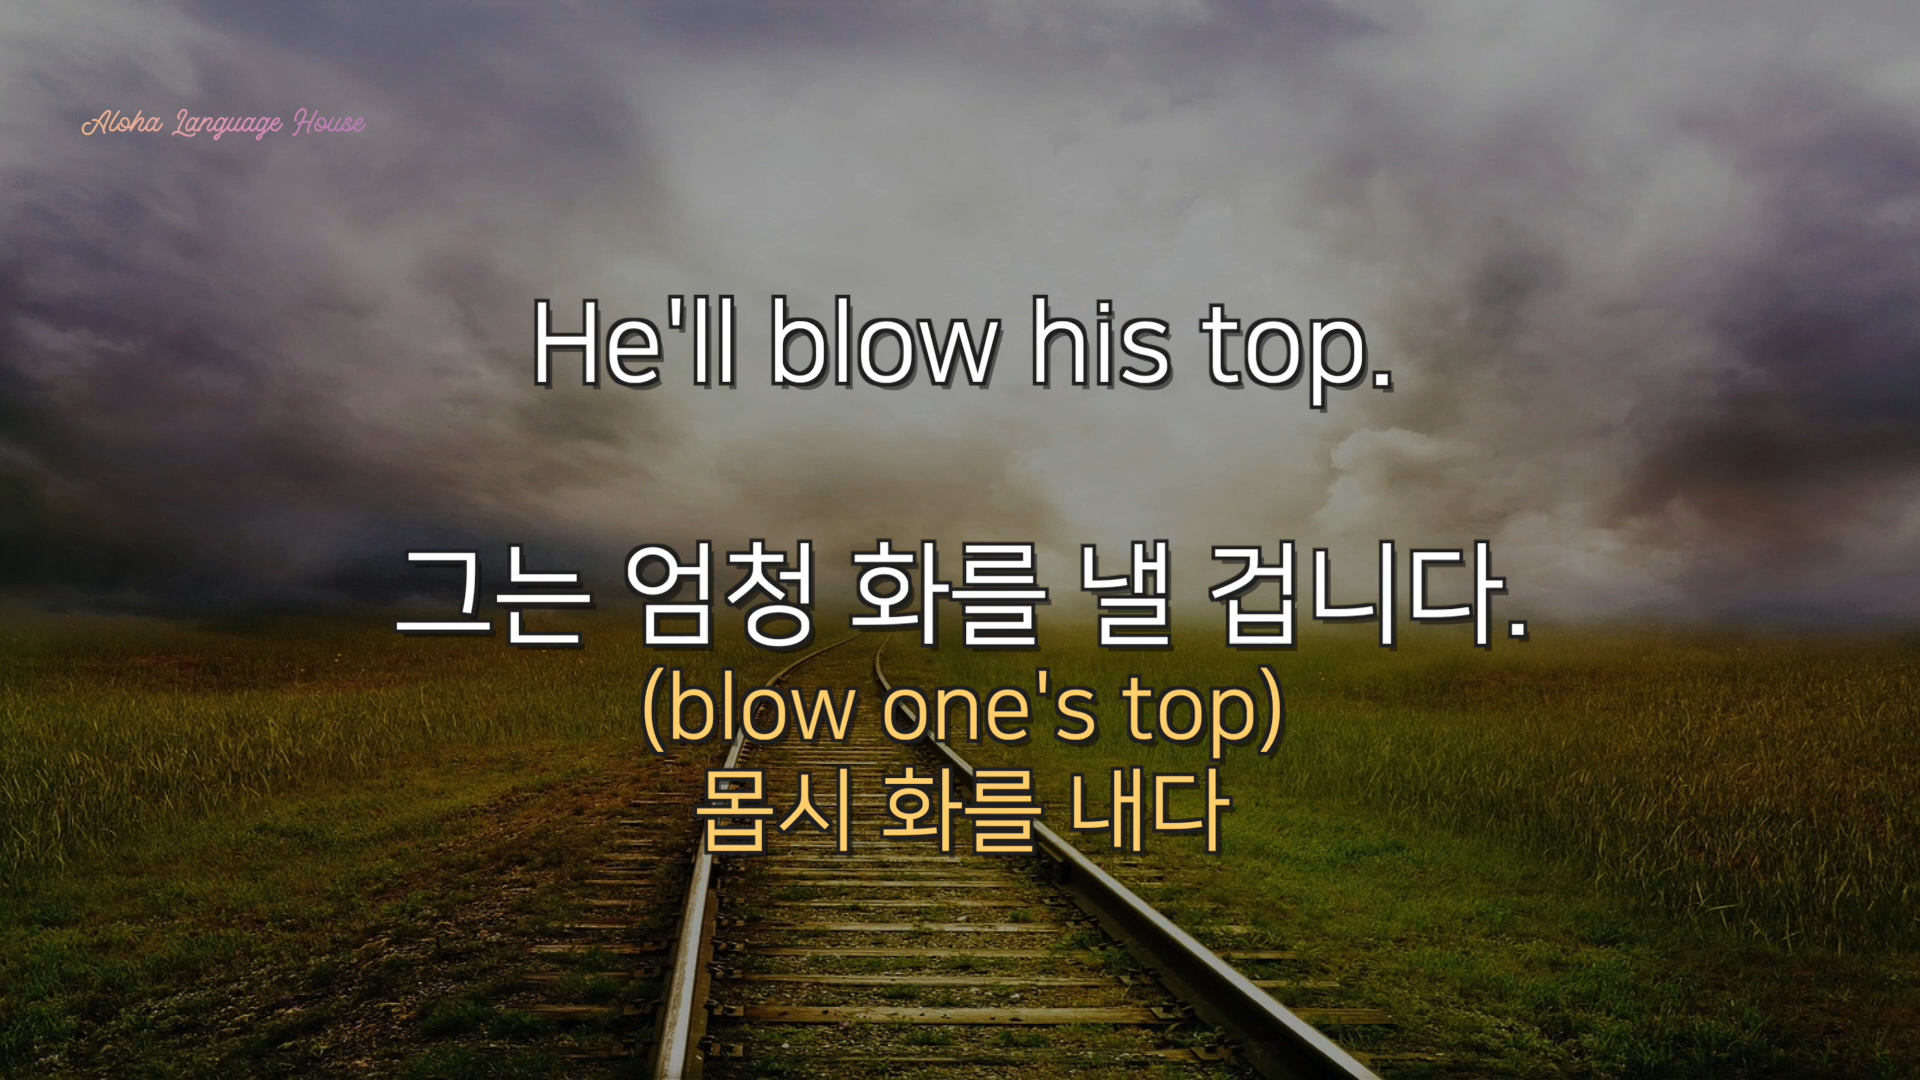 Aloha Language House
He'll blow his top.
그는 엄청 화를 낼 겁니다.
(blow one's top)
몹시 화를 내다